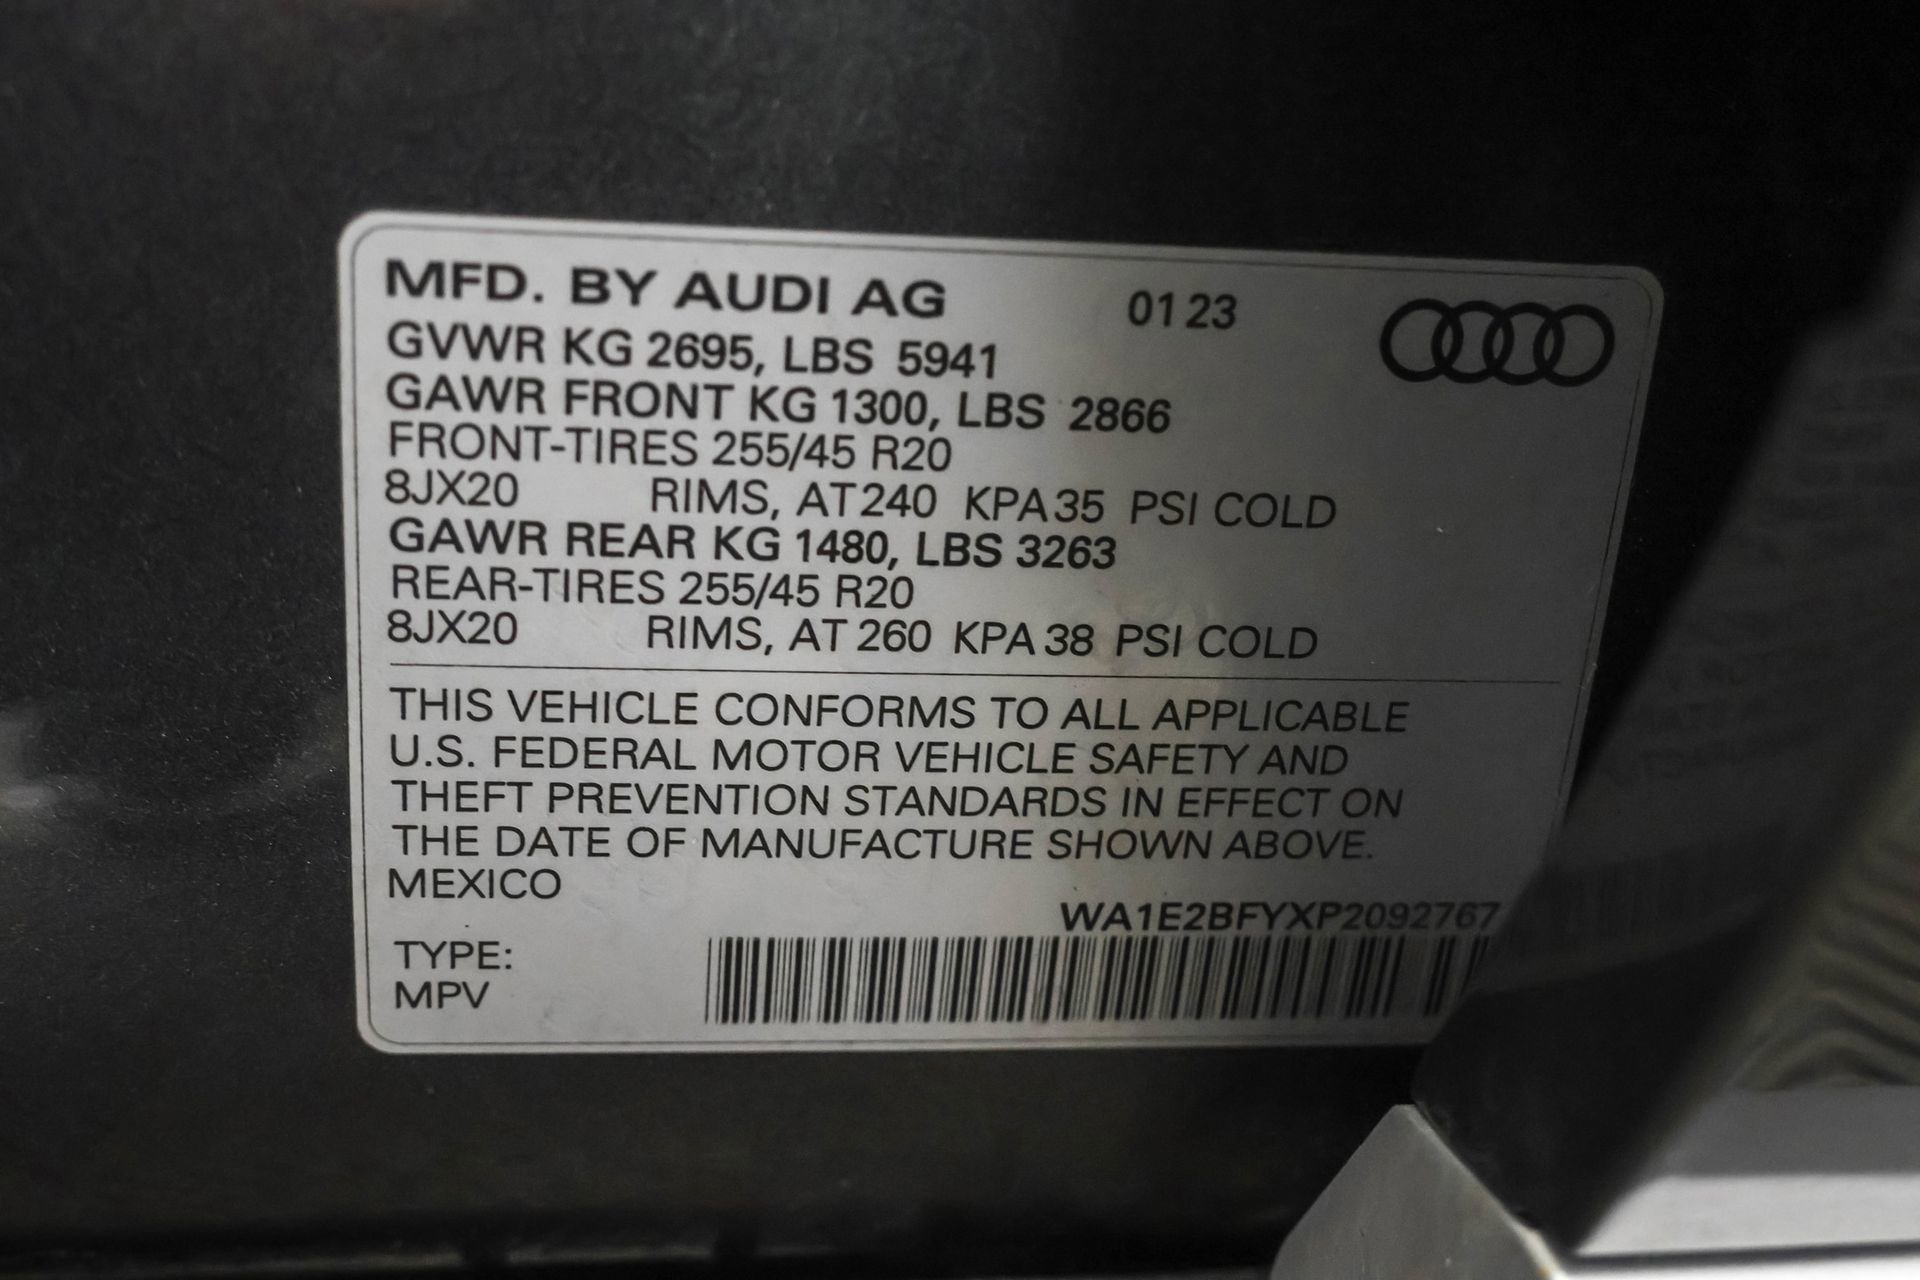 MFD. BY AUDI AG 01 23
GVWR KG 2695, LBS 5941
GAWR FRONT KG 1300, LBS 2866
FRONT-TIRES 255/45 R20
8JX20 RIMS, AT 240 KPA 35 PSI COLD
GAWR REAR KG 1480, LBS 3263
REAR-TIRES 255/45 R20
8JX20 RIMS, AT 260 KPA 38 PSI COLD
THIS VEHICLE CONFORMS TO ALL APPLICABLE
U.S. FEDERAL MOTOR VEHICLE SAFETY AND
THEFT PREVENTION STANDARDS IN EFFECT ON
THE DATE OF MANUFACTURE SHOWN ABOVE.
MEXICO
WA1E2BFYXP2092767
TYPE:
MPV